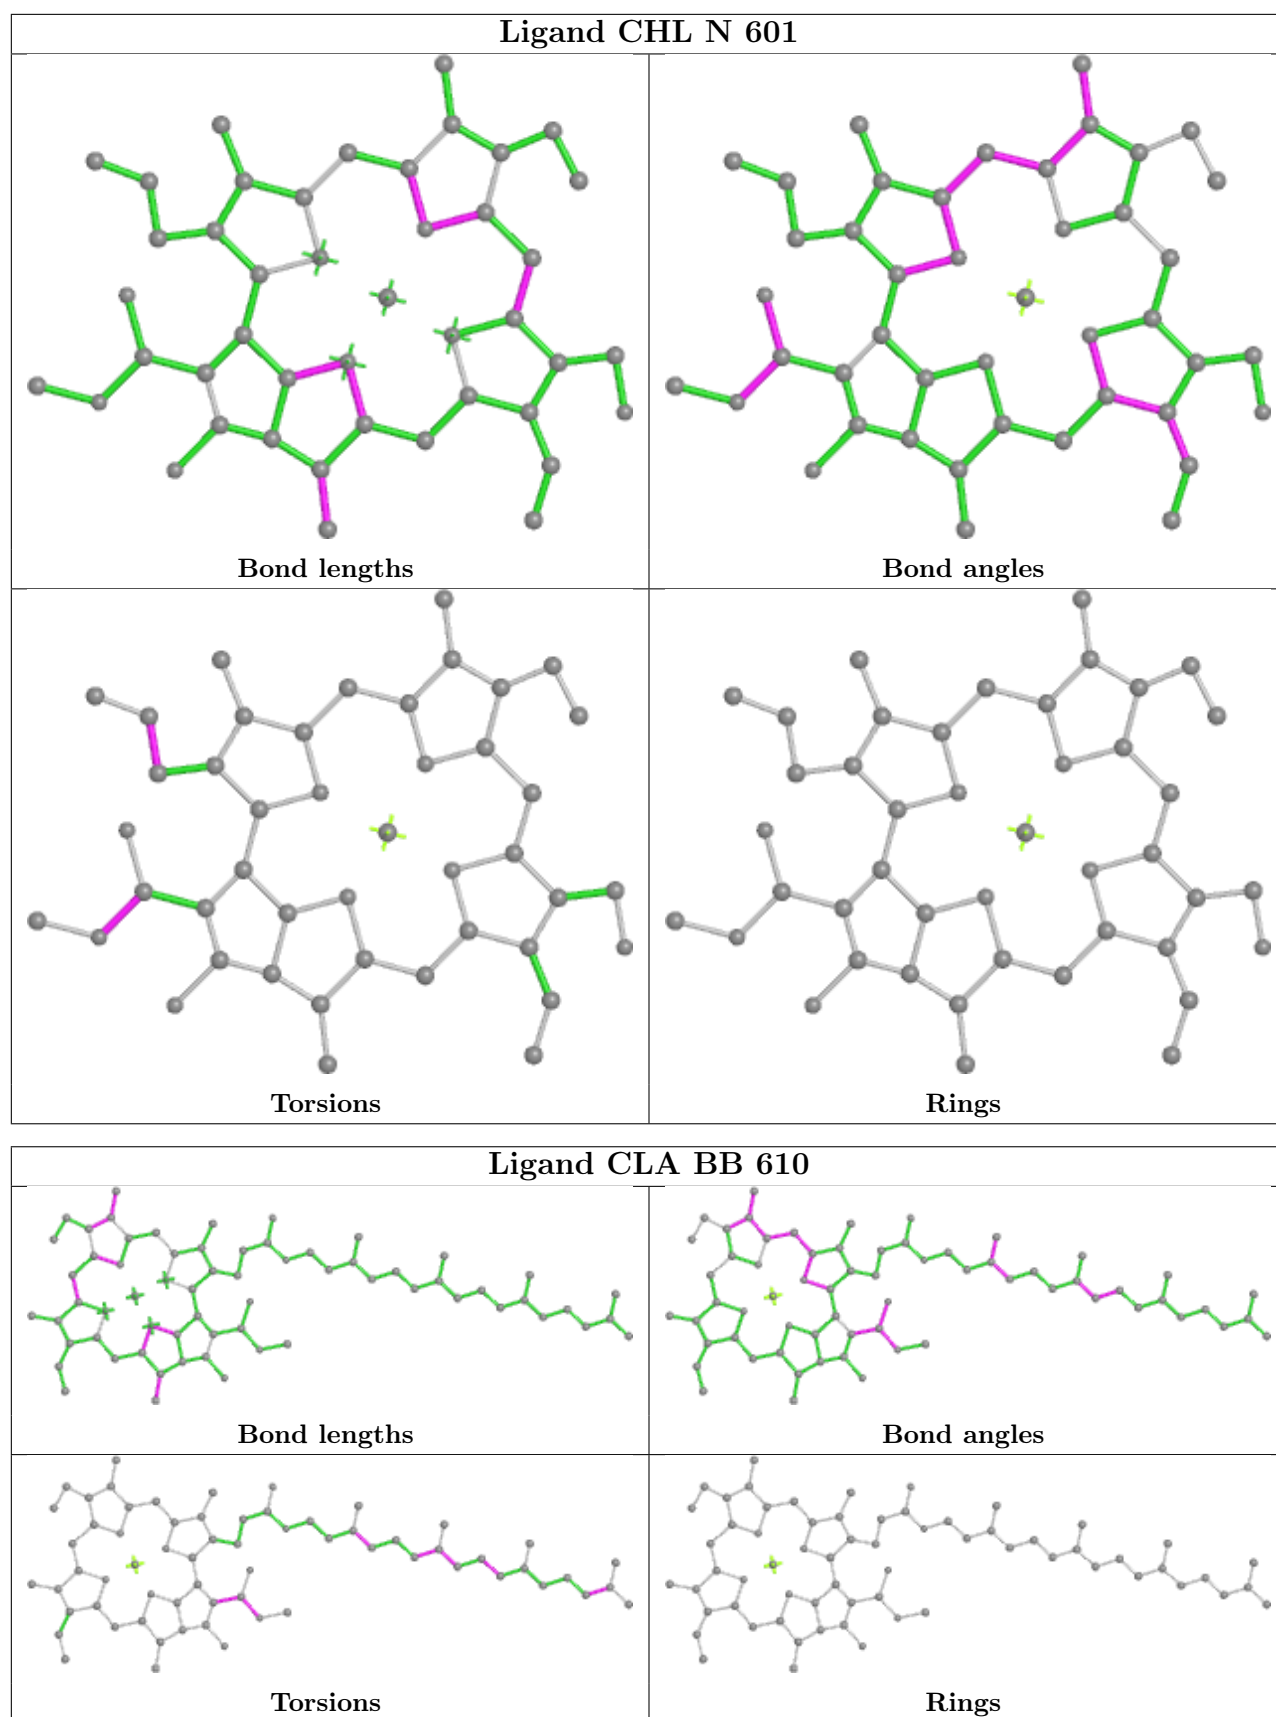 Ligand CHL N 601
Bond lengths
Bond angles
Torsions
Rings
Ligand CLA BB 610
Bond lengths
Bond angles
Torsions
Rings